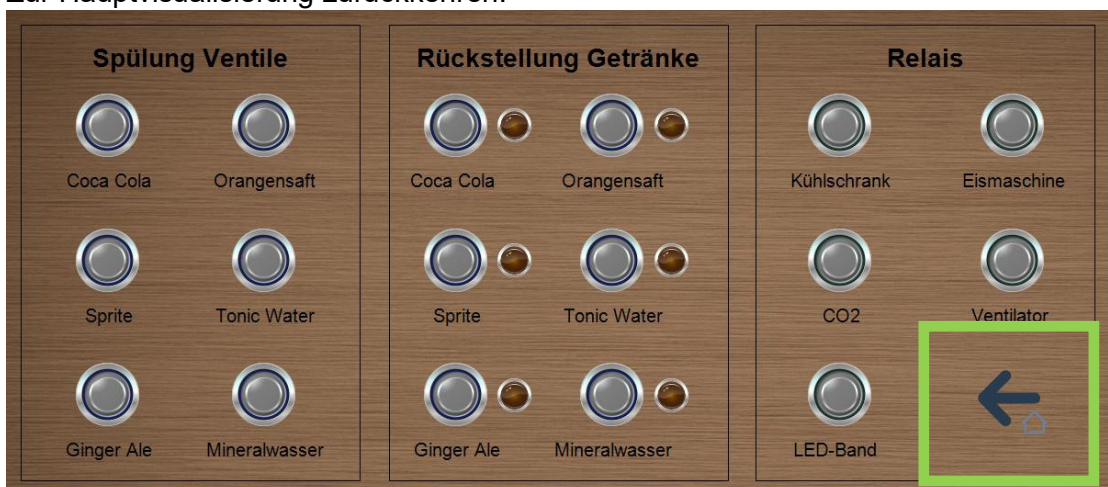 Zur Hauptvisualisierung zurückkehren:
Spülung Ventile
Coca Cola Orangensaft
Sprite Tonic Water
Ginger Ale Mineralwasser
Rückstellung Getränke
Coca Cola Orangensaft
Sprite Tonic Water
Ginger Ale Mineralwasser
Relais
Kühlschrank Eismaschine
CO2 Ventilator
LED-Band